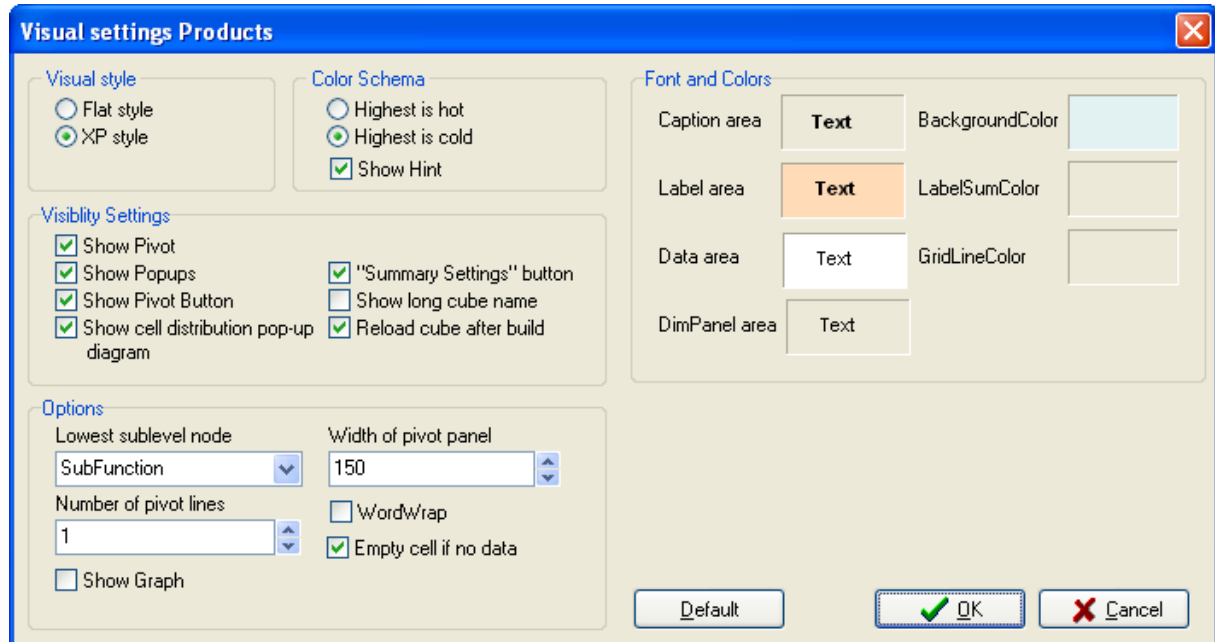 Visual settings Products
Visual style
Flat style
XP style
Color Schema
Highest is hot
Highest is cold
Show Hint
Visiblity Settings
Show Pivot
Show Popups
Show Pivot Button
Show cell distribution pop-up
diagram
"Summary Settings" button
Show long cube name
Reload cube after build
Options
Lowest sublevel node
SubFunction
Number of pivot lines
1
Show Graph
Width of pivot panel
150
WordWrap
Empty cell if no data
Font and Colors
Caption area Text BackgroundColor
Label area Text LabelSumColor
Data area Text GridLineColor
DimPanel area Text
Default OK Cancel